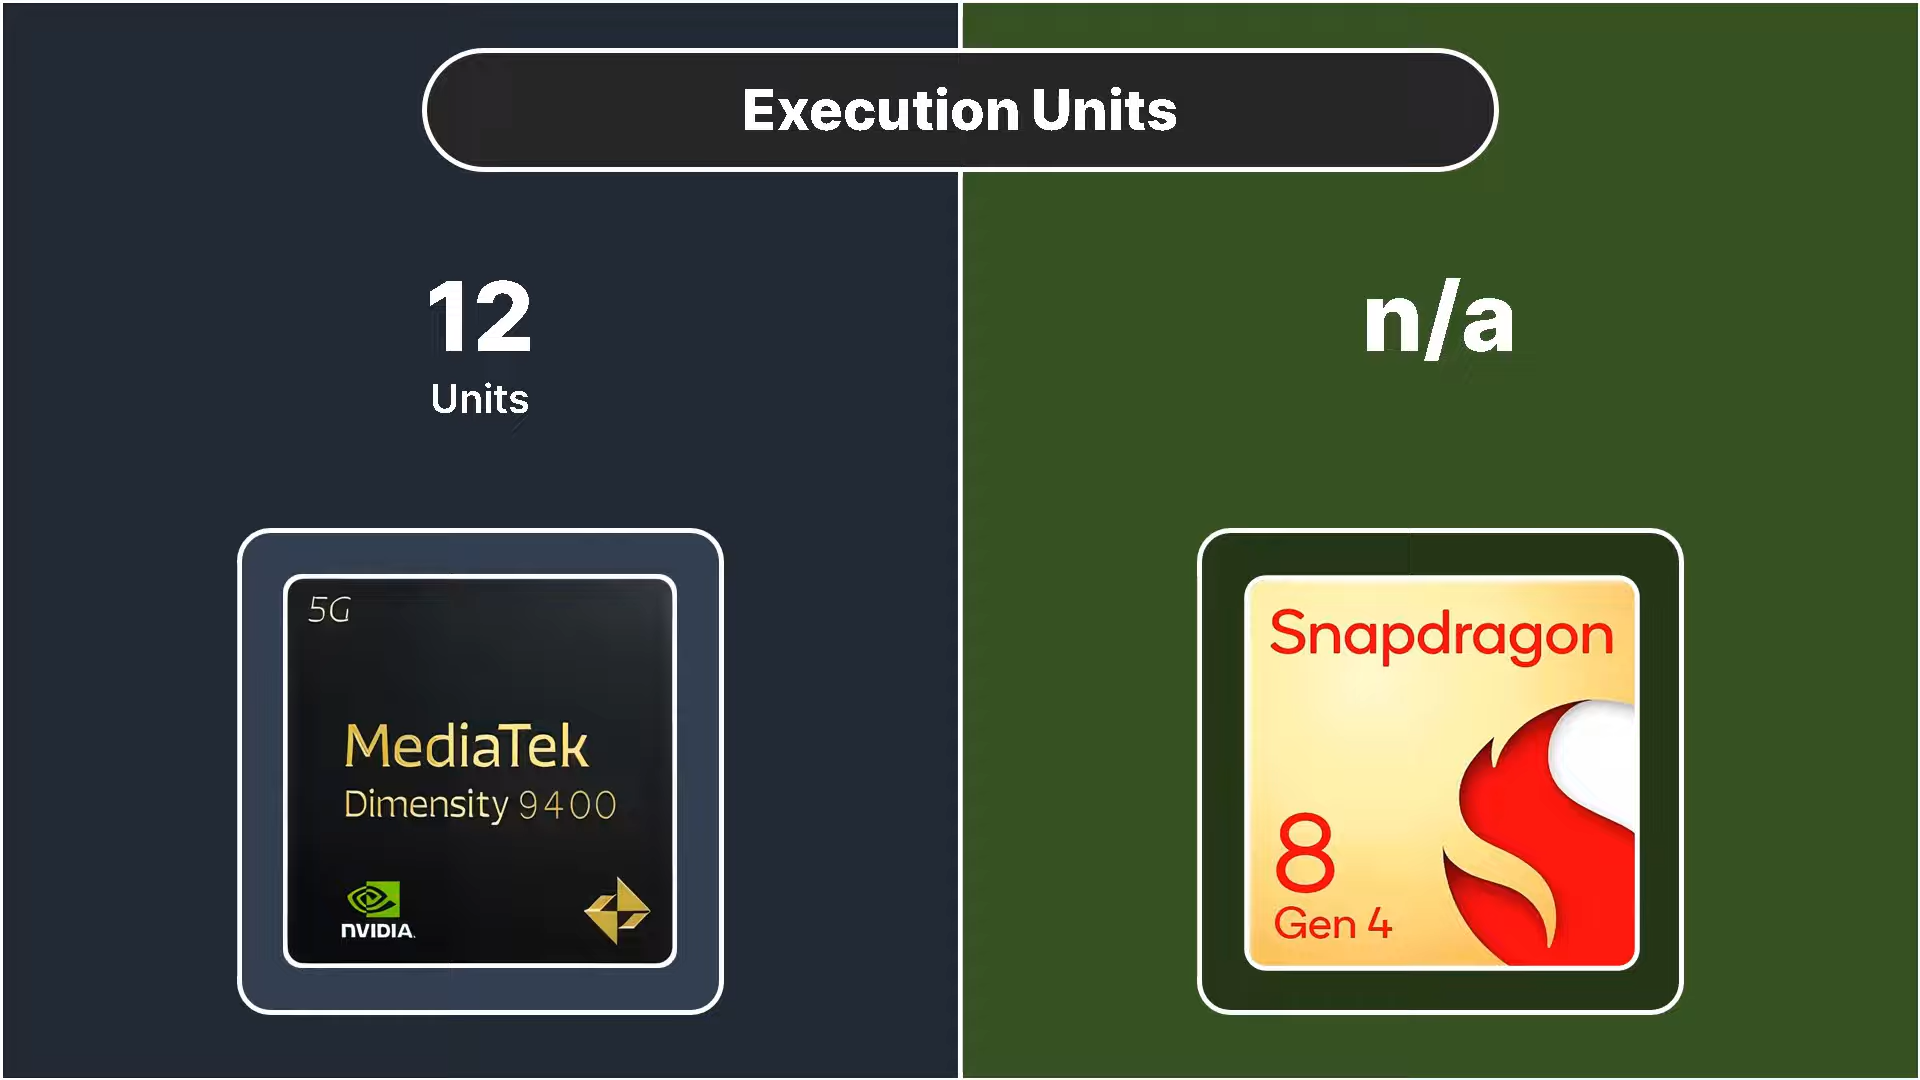 Execution Units
12
Units
n/a
5G
MediaTek
Dimensity 9400
NVIDIA.
Snapdragon
8
Gen 4